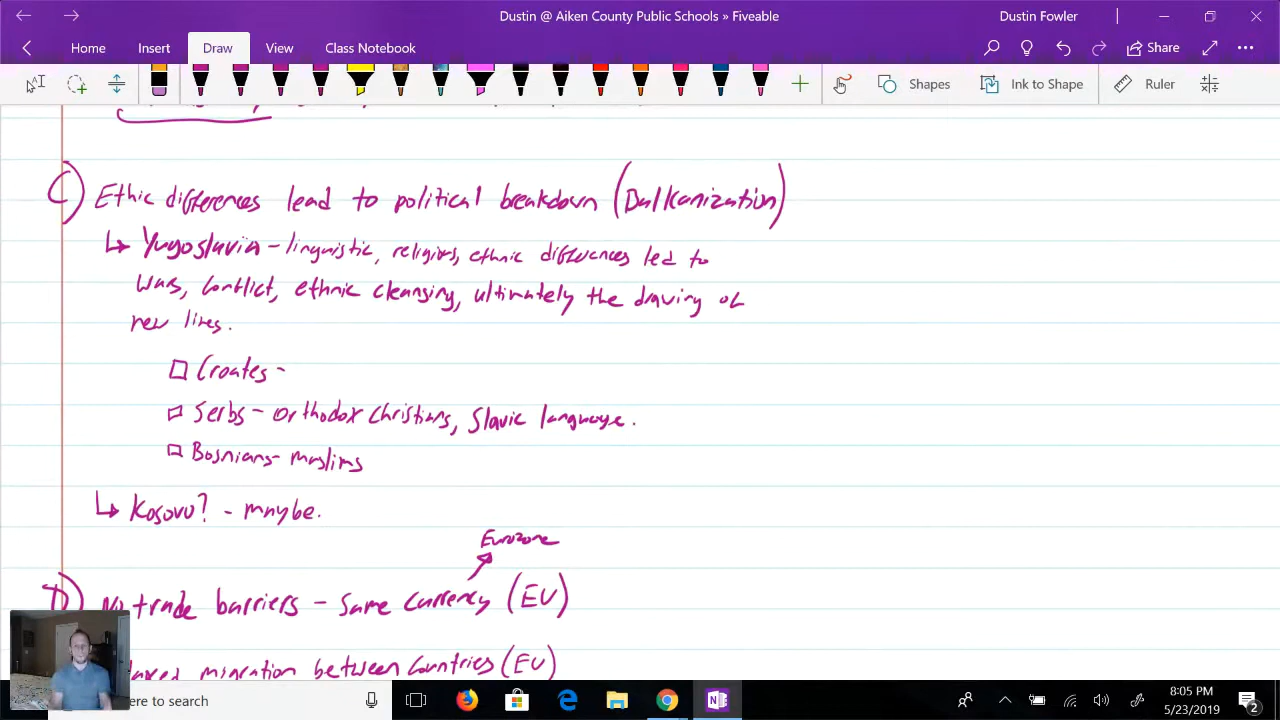 Dustin @ Aiken County Public Schools » Fiveable
Dustin Fowler
Home Insert Draw View Class Notebook
Share
Shapes Ink to Shape Ruler
C) Ethic differences lead to political breakdown (Balkanization)
↳ Yugoslavia - linguistic, religious, ethnic differences led to
wars, conflict, ethnic cleansing, ultimately the drawing of
new lines.
□ Croates -
□ Serbs - Orthodox Christians, Slavic language.
□ Bosnians - muslims
↳ Kosovo? - maybe.
Eurozone
D) No trade barriers - same currency (EU)
migration between countries (EU)
here to search
8:05 PM
5/23/2019
2